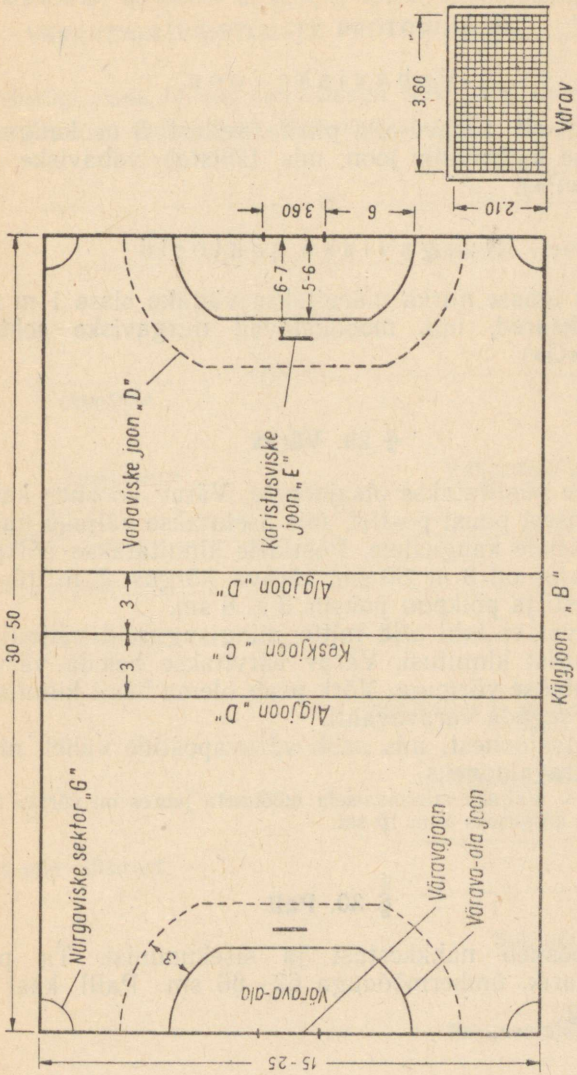 30-50
15-25
Nurgaviske sektor „G"
Värava-ala
3
Väravajoon
Värava-ala joon
Algjoon „D"
3
Keskjoon „C"
3
Algjoon „D"
Vabaviske joon „D"
Karistusviske
joon „E"
6-7
5-6
3.60
6
Külgjoon „B"
3.60
2.10
Värav